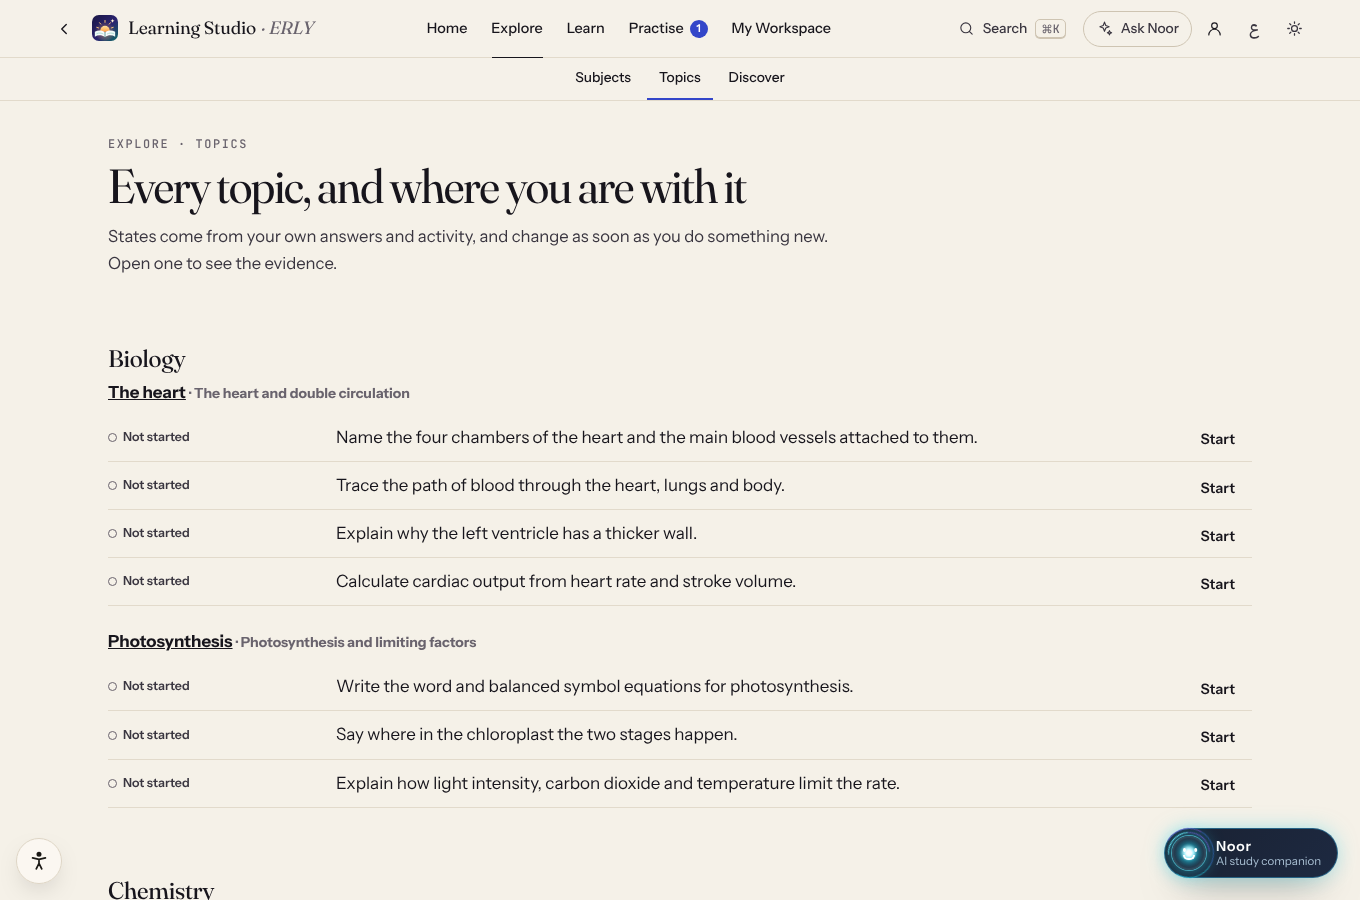 Learning Studio · ERLY
Home
Explore
Learn
Practise 1
My Workspace
Search ⌘K
Ask Noor
ع
Subjects
Topics
Discover
EXPLORE · TOPICS
Every topic, and where you are with it
States come from your own answers and activity, and change as soon as you do something new.
Open one to see the evidence.
Biology
The heart · The heart and double circulation
Not started Name the four chambers of the heart and the main blood vessels attached to them. Start
Not started Trace the path of blood through the heart, lungs and body. Start
Not started Explain why the left ventricle has a thicker wall. Start
Not started Calculate cardiac output from heart rate and stroke volume. Start
Photosynthesis · Photosynthesis and limiting factors
Not started Write the word and balanced symbol equations for photosynthesis. Start
Not started Say where in the chloroplast the two stages happen. Start
Not started Explain how light intensity, carbon dioxide and temperature limit the rate. Start
Noor
AI study companion
Chemistry